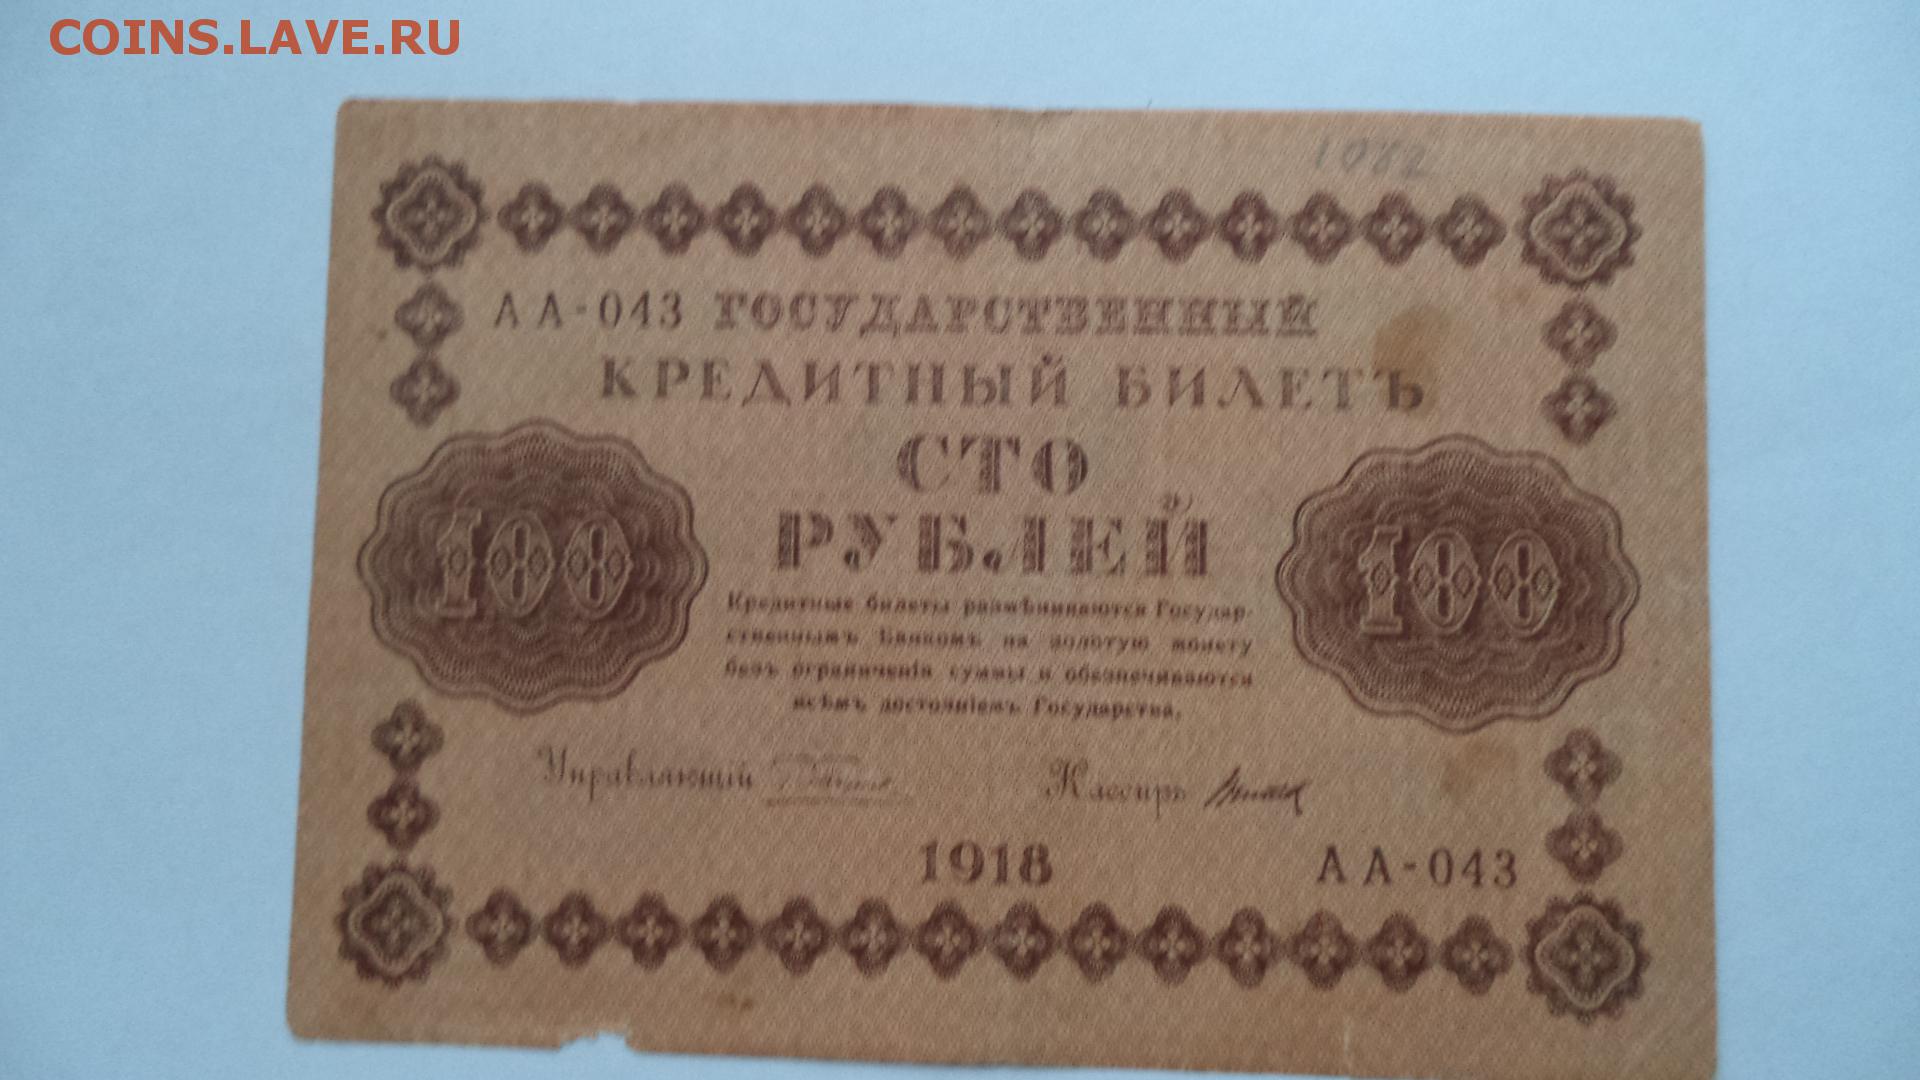 COINS.LAVE.RU
1082
АА-043 ГОСУДАРСТВЕННЫЙ
КРЕДИТНЫЙ БИЛЕТЪ
СТО
РУБЛЕЙ
100
100
Кредитные билеты размѣниваются Государ-
ственнымъ Банкомъ на золотую монету
безъ ограниченія суммы и обезпечиваются
всѣмъ достояніемъ Государства.
Управляющій
Кассиръ
1918
АА-043